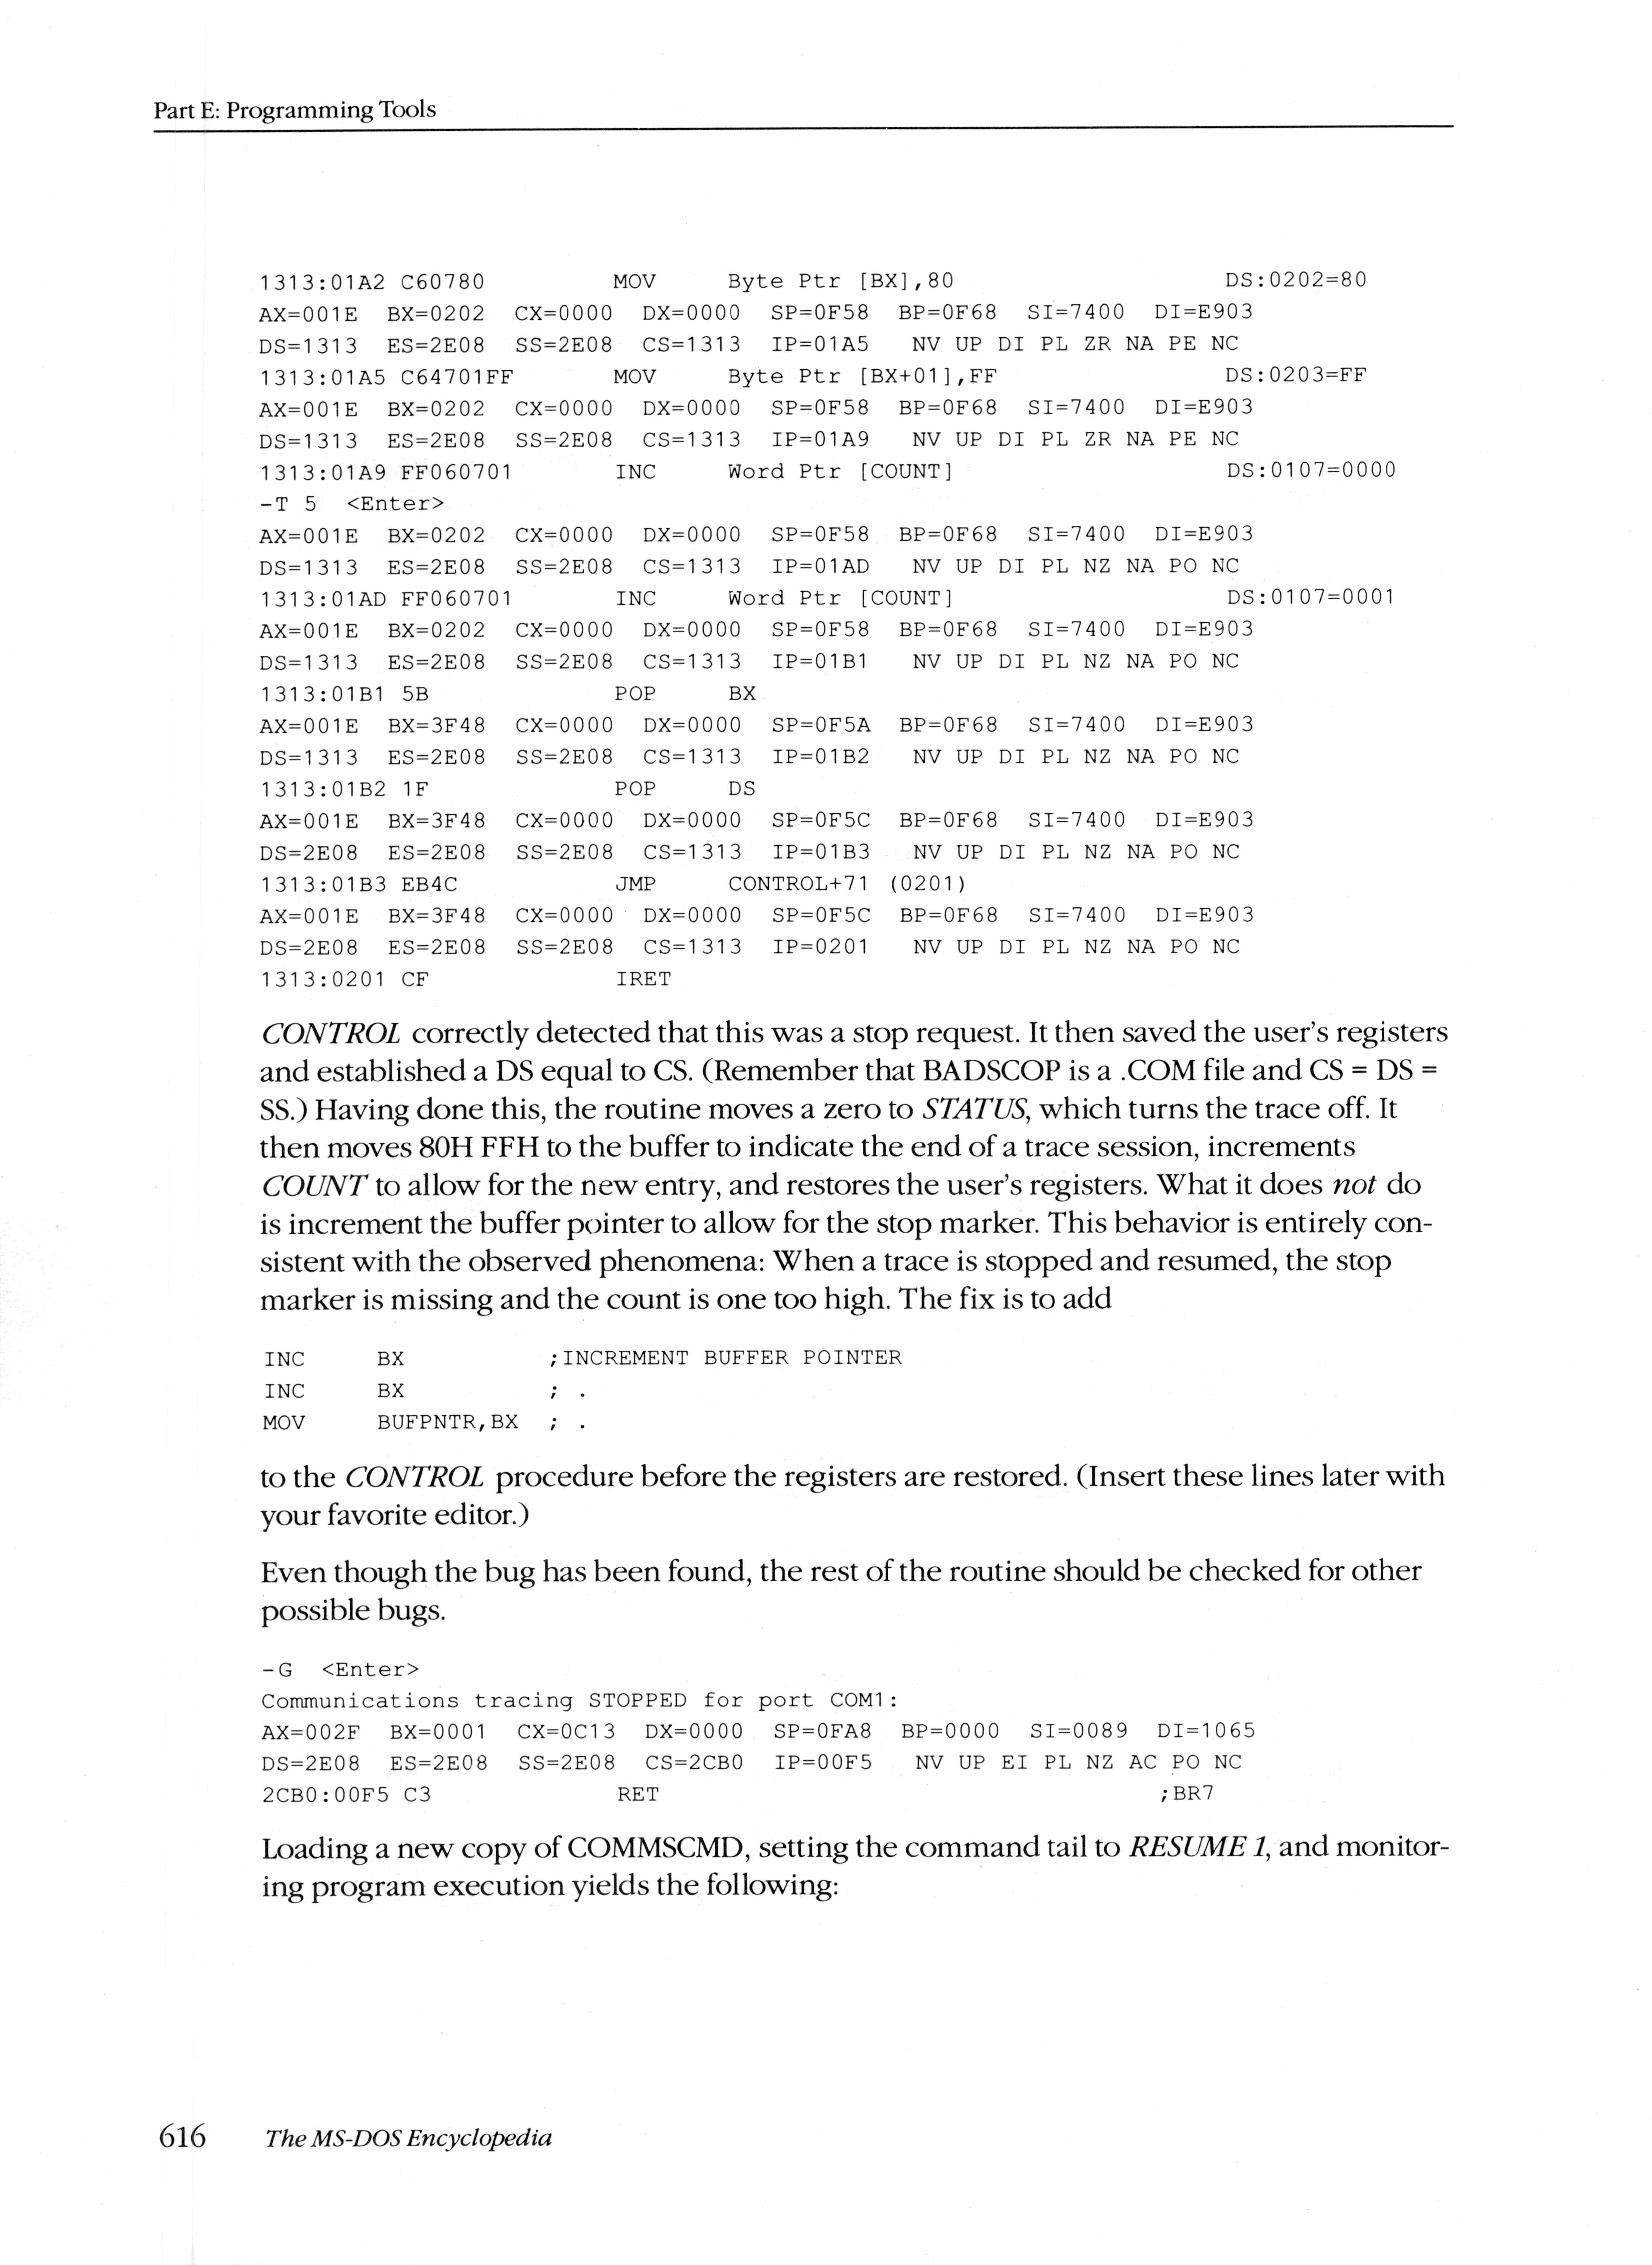 Part E: Programming Tools
1313:01A2 C60780 MOV Byte Ptr [BX],80 DS:0202=80
AX=001E BX=0202 CX=0000 DX=0000 SP=0F58 BP=0F68 SI=7400 DI=E903
DS=1313 ES=2E08 SS=2E08 CS=1313 IP=01A5 NV UP DI PL ZR NA PE NC
1313:01A5 C64701FF MOV Byte Ptr [BX+01],FF DS:0203=FF
AX=001E BX=0202 CX=0000 DX=0000 SP=0F58 BP=0F68 SI=7400 DI=E903
DS=1313 ES=2E08 SS=2E08 CS=1313 IP=01A9 NV UP DI PL ZR NA PE NC
1313:01A9 FF060701 INC Word Ptr [COUNT] DS:0107=0000
-T 5 <Enter>
AX=001E BX=0202 CX=0000 DX=0000 SP=0F58 BP=0F68 SI=7400 DI=E903
DS=1313 ES=2E08 SS=2E08 CS=1313 IP=01AD NV UP DI PL NZ NA PO NC
1313:01AD FF060701 INC Word Ptr [COUNT] DS:0107=0001
AX=001E BX=0202 CX=0000 DX=0000 SP=0F58 BP=0F68 SI=7400 DI=E903
DS=1313 ES=2E08 SS=2E08 CS=1313 IP=01B1 NV UP DI PL NZ NA PO NC
1313:01B1 5B POP BX
AX=001E BX=3F48 CX=0000 DX=0000 SP=0F5A BP=0F68 SI=7400 DI=E903
DS=1313 ES=2E08 SS=2E08 CS=1313 IP=01B2 NV UP DI PL NZ NA PO NC
1313:01B2 1F POP DS
AX=001E BX=3F48 CX=0000 DX=0000 SP=0F5C BP=0F68 SI=7400 DI=E903
DS=2E08 ES=2E08 SS=2E08 CS=1313 IP=01B3 NV UP DI PL NZ NA PO NC
1313:01B3 EB4C JMP CONTROL+71 (0201)
AX=001E BX=3F48 CX=0000 DX=0000 SP=0F5C BP=0F68 SI=7400 DI=E903
DS=2E08 ES=2E08 SS=2E08 CS=1313 IP=0201 NV UP DI PL NZ NA PO NC
1313:0201 CF IRET
CONTROL correctly detected that this was a stop request. It then saved the user's registers
and established a DS equal to CS. (Remember that BADSCOP is a .COM file and CS = DS =
SS.) Having done this, the routine moves a zero to STATUS, which turns the trace off. It
then moves 80H FFH to the buffer to indicate the end of a trace session, increments
COUNT to allow for the new entry, and restores the user's registers. What it does not do
is increment the buffer pointer to allow for the stop marker. This behavior is entirely con-
sistent with the observed phenomena: When a trace is stopped and resumed, the stop
marker is missing and the count is one too high. The fix is to add
INC BX ;INCREMENT BUFFER POINTER
INC BX ; .
MOV BUFPNTR,BX ; .
to the CONTROL procedure before the registers are restored. (Insert these lines later with
your favorite editor.)
Even though the bug has been found, the rest of the routine should be checked for other
possible bugs.
-G <Enter>
Communications tracing STOPPED for port COM1:
AX=002F BX=0001 CX=0C13 DX=0000 SP=0FA8 BP=0000 SI=0089 DI=1065
DS=2E08 ES=2E08 SS=2E08 CS=2CB0 IP=00F5 NV UP EI PL NZ AC PO NC
2CB0:00F5 C3 RET ;BR7
Loading a new copy of COMMSCMD, setting the command tail to RESUME 1, and monitor-
ing program execution yields the following:
616 The MS-DOS Encyclopedia